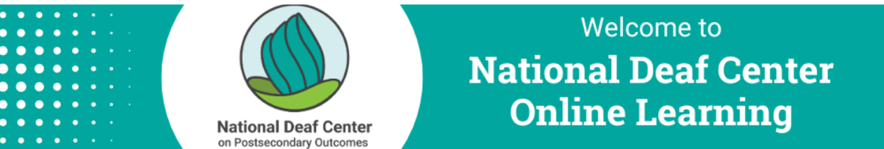 National Deaf Center
on Postsecondary Outcomes
Welcome to
National Deaf Center
Online Learning